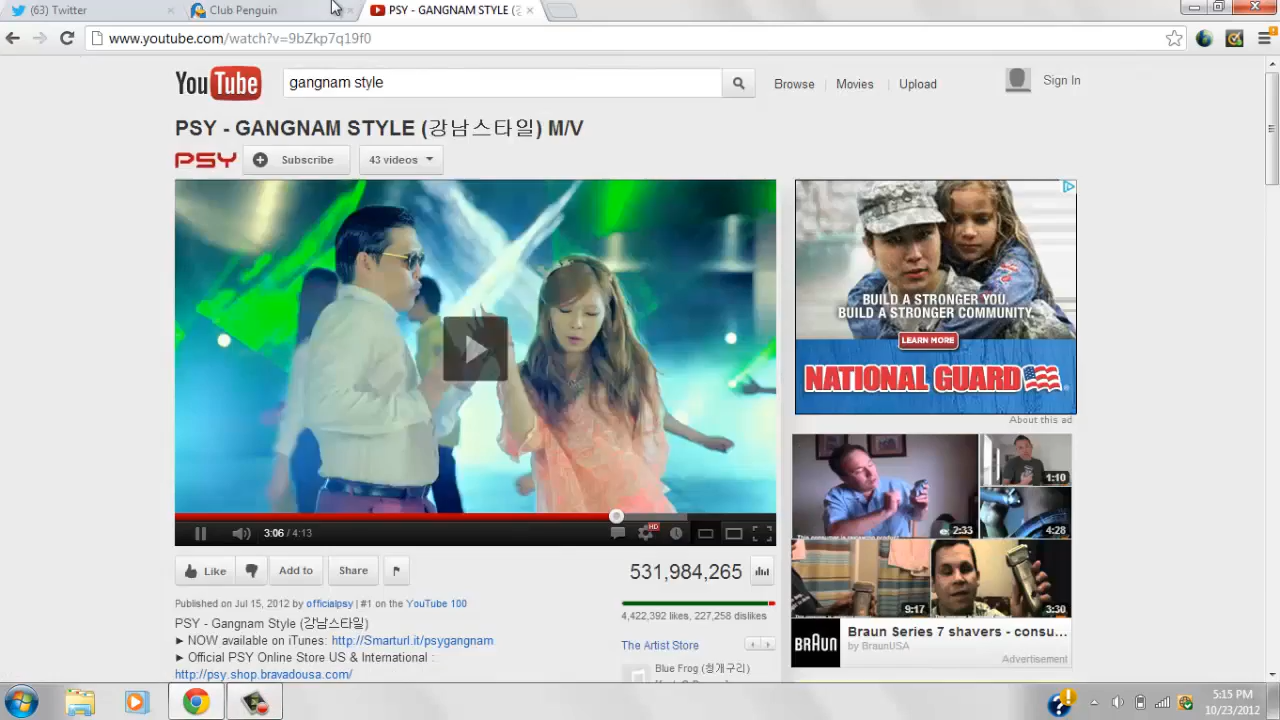 (63) Twitter
Club Penguin
PSY - GANGNAM STYLE (
www.youtube.com/watch?v=9bZkp7q19f0
YouTube
gangnam style
Browse
Movies
Upload
Sign In
PSY - GANGNAM STYLE (강남스타일) M/V
PSY
Subscribe
43 videos
BUILD A STRONGER YOU.
BUILD A STRONGER COMMUNITY.
LEARN MORE
NATIONAL GUARD
About this ad
3:06 / 4:13
HD
Like
Add to
Share
531,984,265
Published on Jul 15, 2012 by officialpsy | #1 on the YouTube 100
4,422,392 likes, 227,258 dislikes
PSY - Gangnam Style (강남스타일)
► NOW available on iTunes: http://Smarturl.it/psygangnam
► Official PSY Online Store US & International :
http://psy.shop.bravadousa.com/
The Artist Store
Blue Frog (청개구리)
2:33
1:10
4:28
9:17
3:30
BRAUN
Braun Series 7 shavers - consu...
by BraunUSA
Advertisement
5:15 PM
10/23/2012